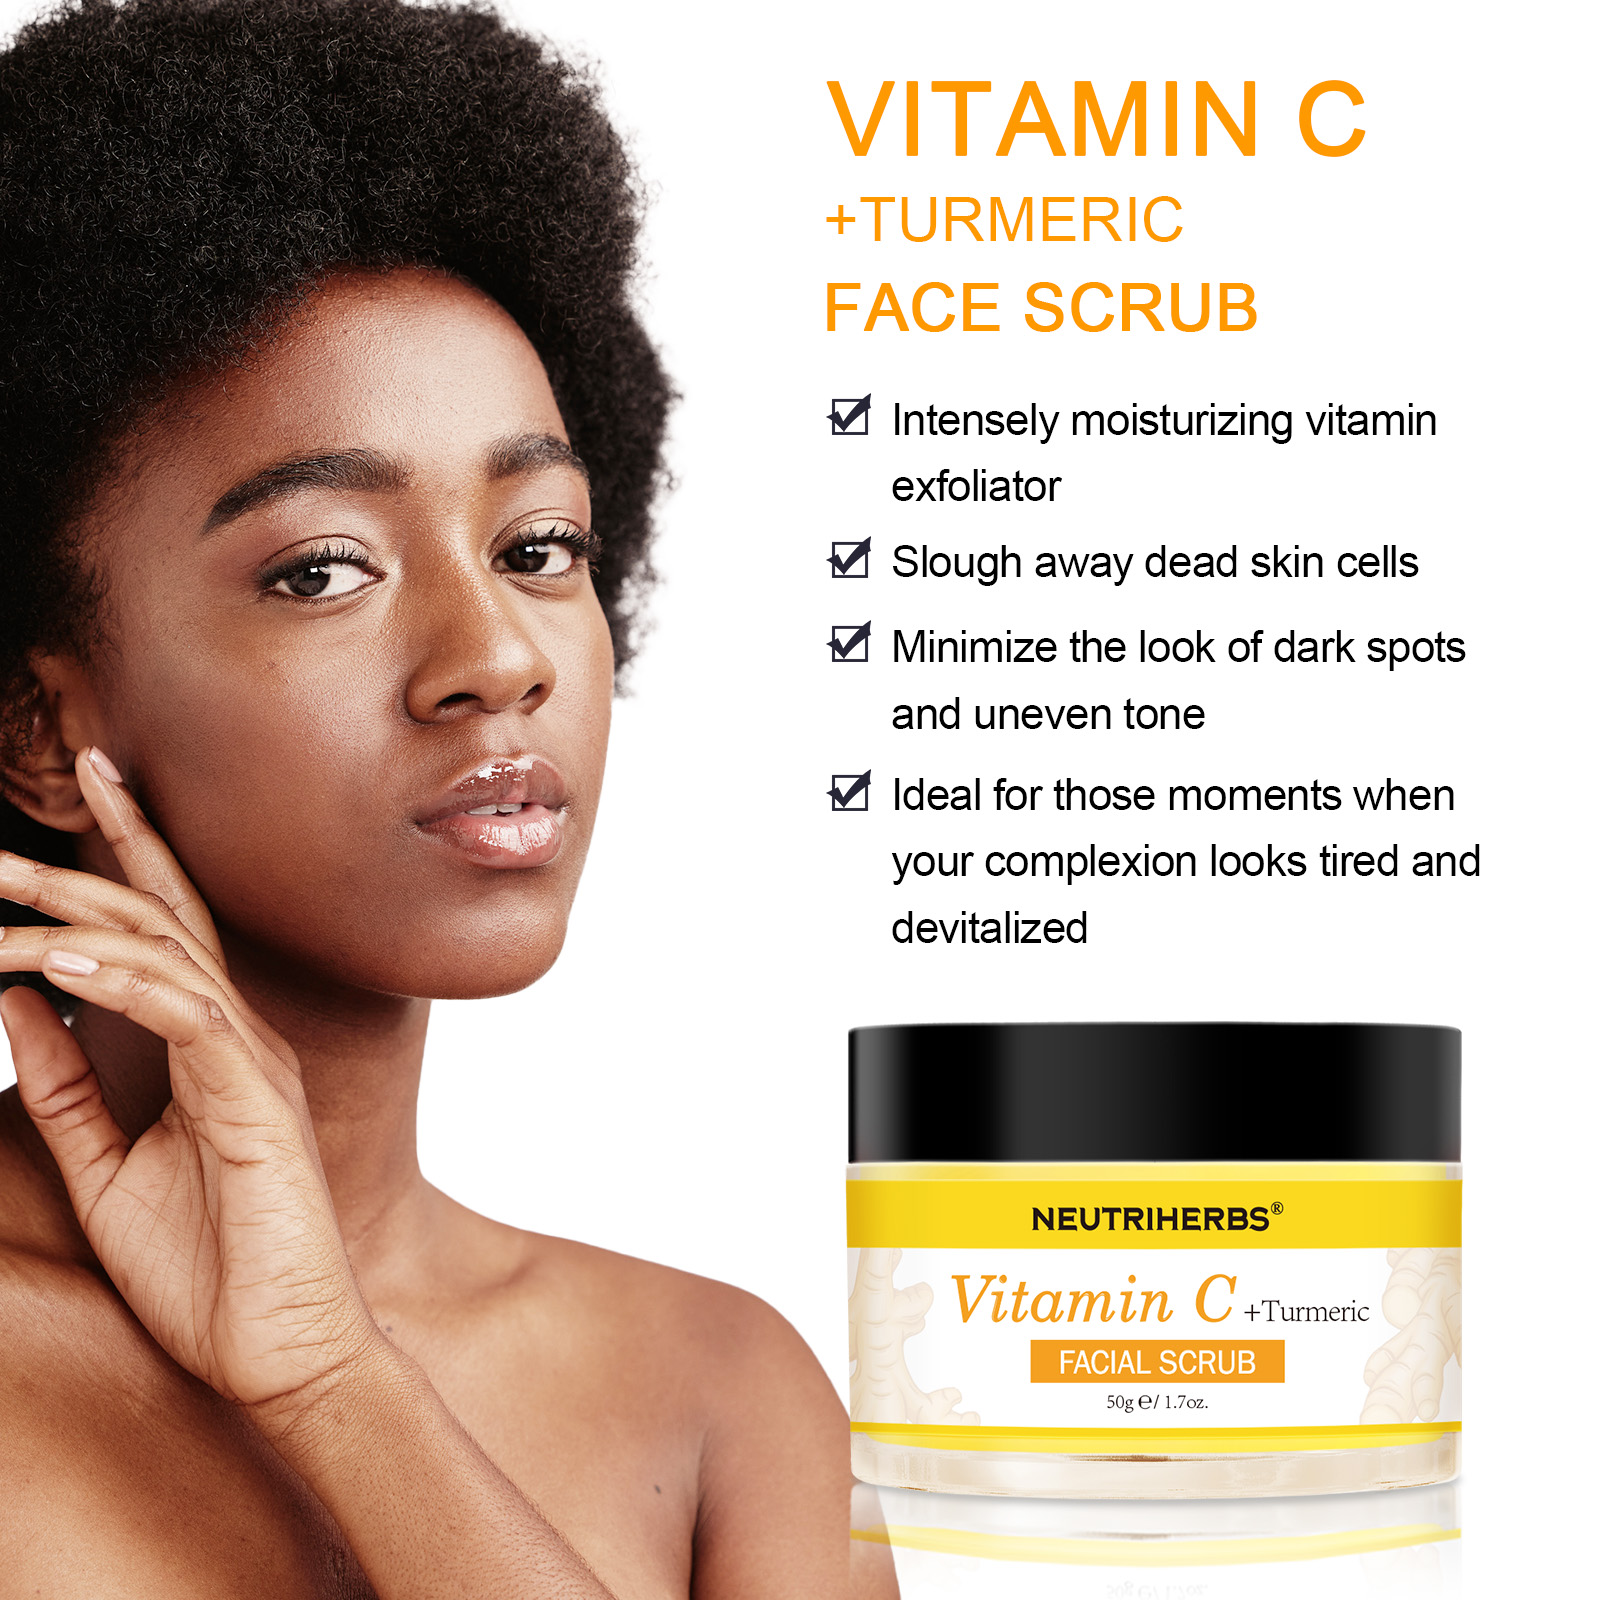 VITAMIN C
+TURMERIC
FACE SCRUB
Intensely moisturizing vitamin
exfoliator
Slough away dead skin cells
Minimize the look of dark spots
and uneven tone
Ideal for those moments when
your complexion looks tired and
devitalized
NEUTRIHERBS®
Vitamin C +Turmeric
FACIAL SCRUB
50g ℮/ 1.7oz.